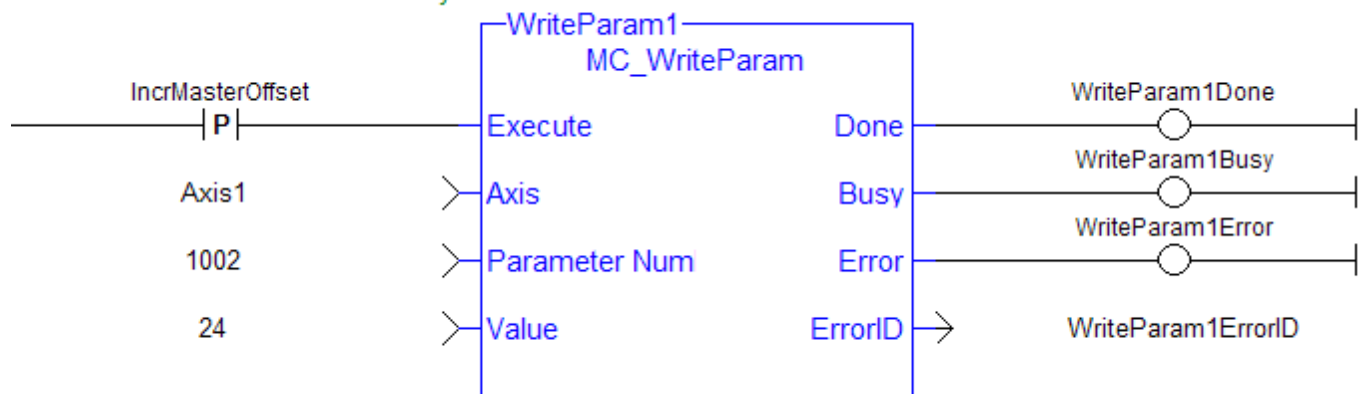 WriteParam1
MC_WriteParam
IncrMasterOffset
P
Execute
Done
WriteParam1Done
Axis1
Axis
Busy
WriteParam1Busy
1002
Parameter Num
Error
WriteParam1Error
24
Value
ErrorID
WriteParam1ErrorID